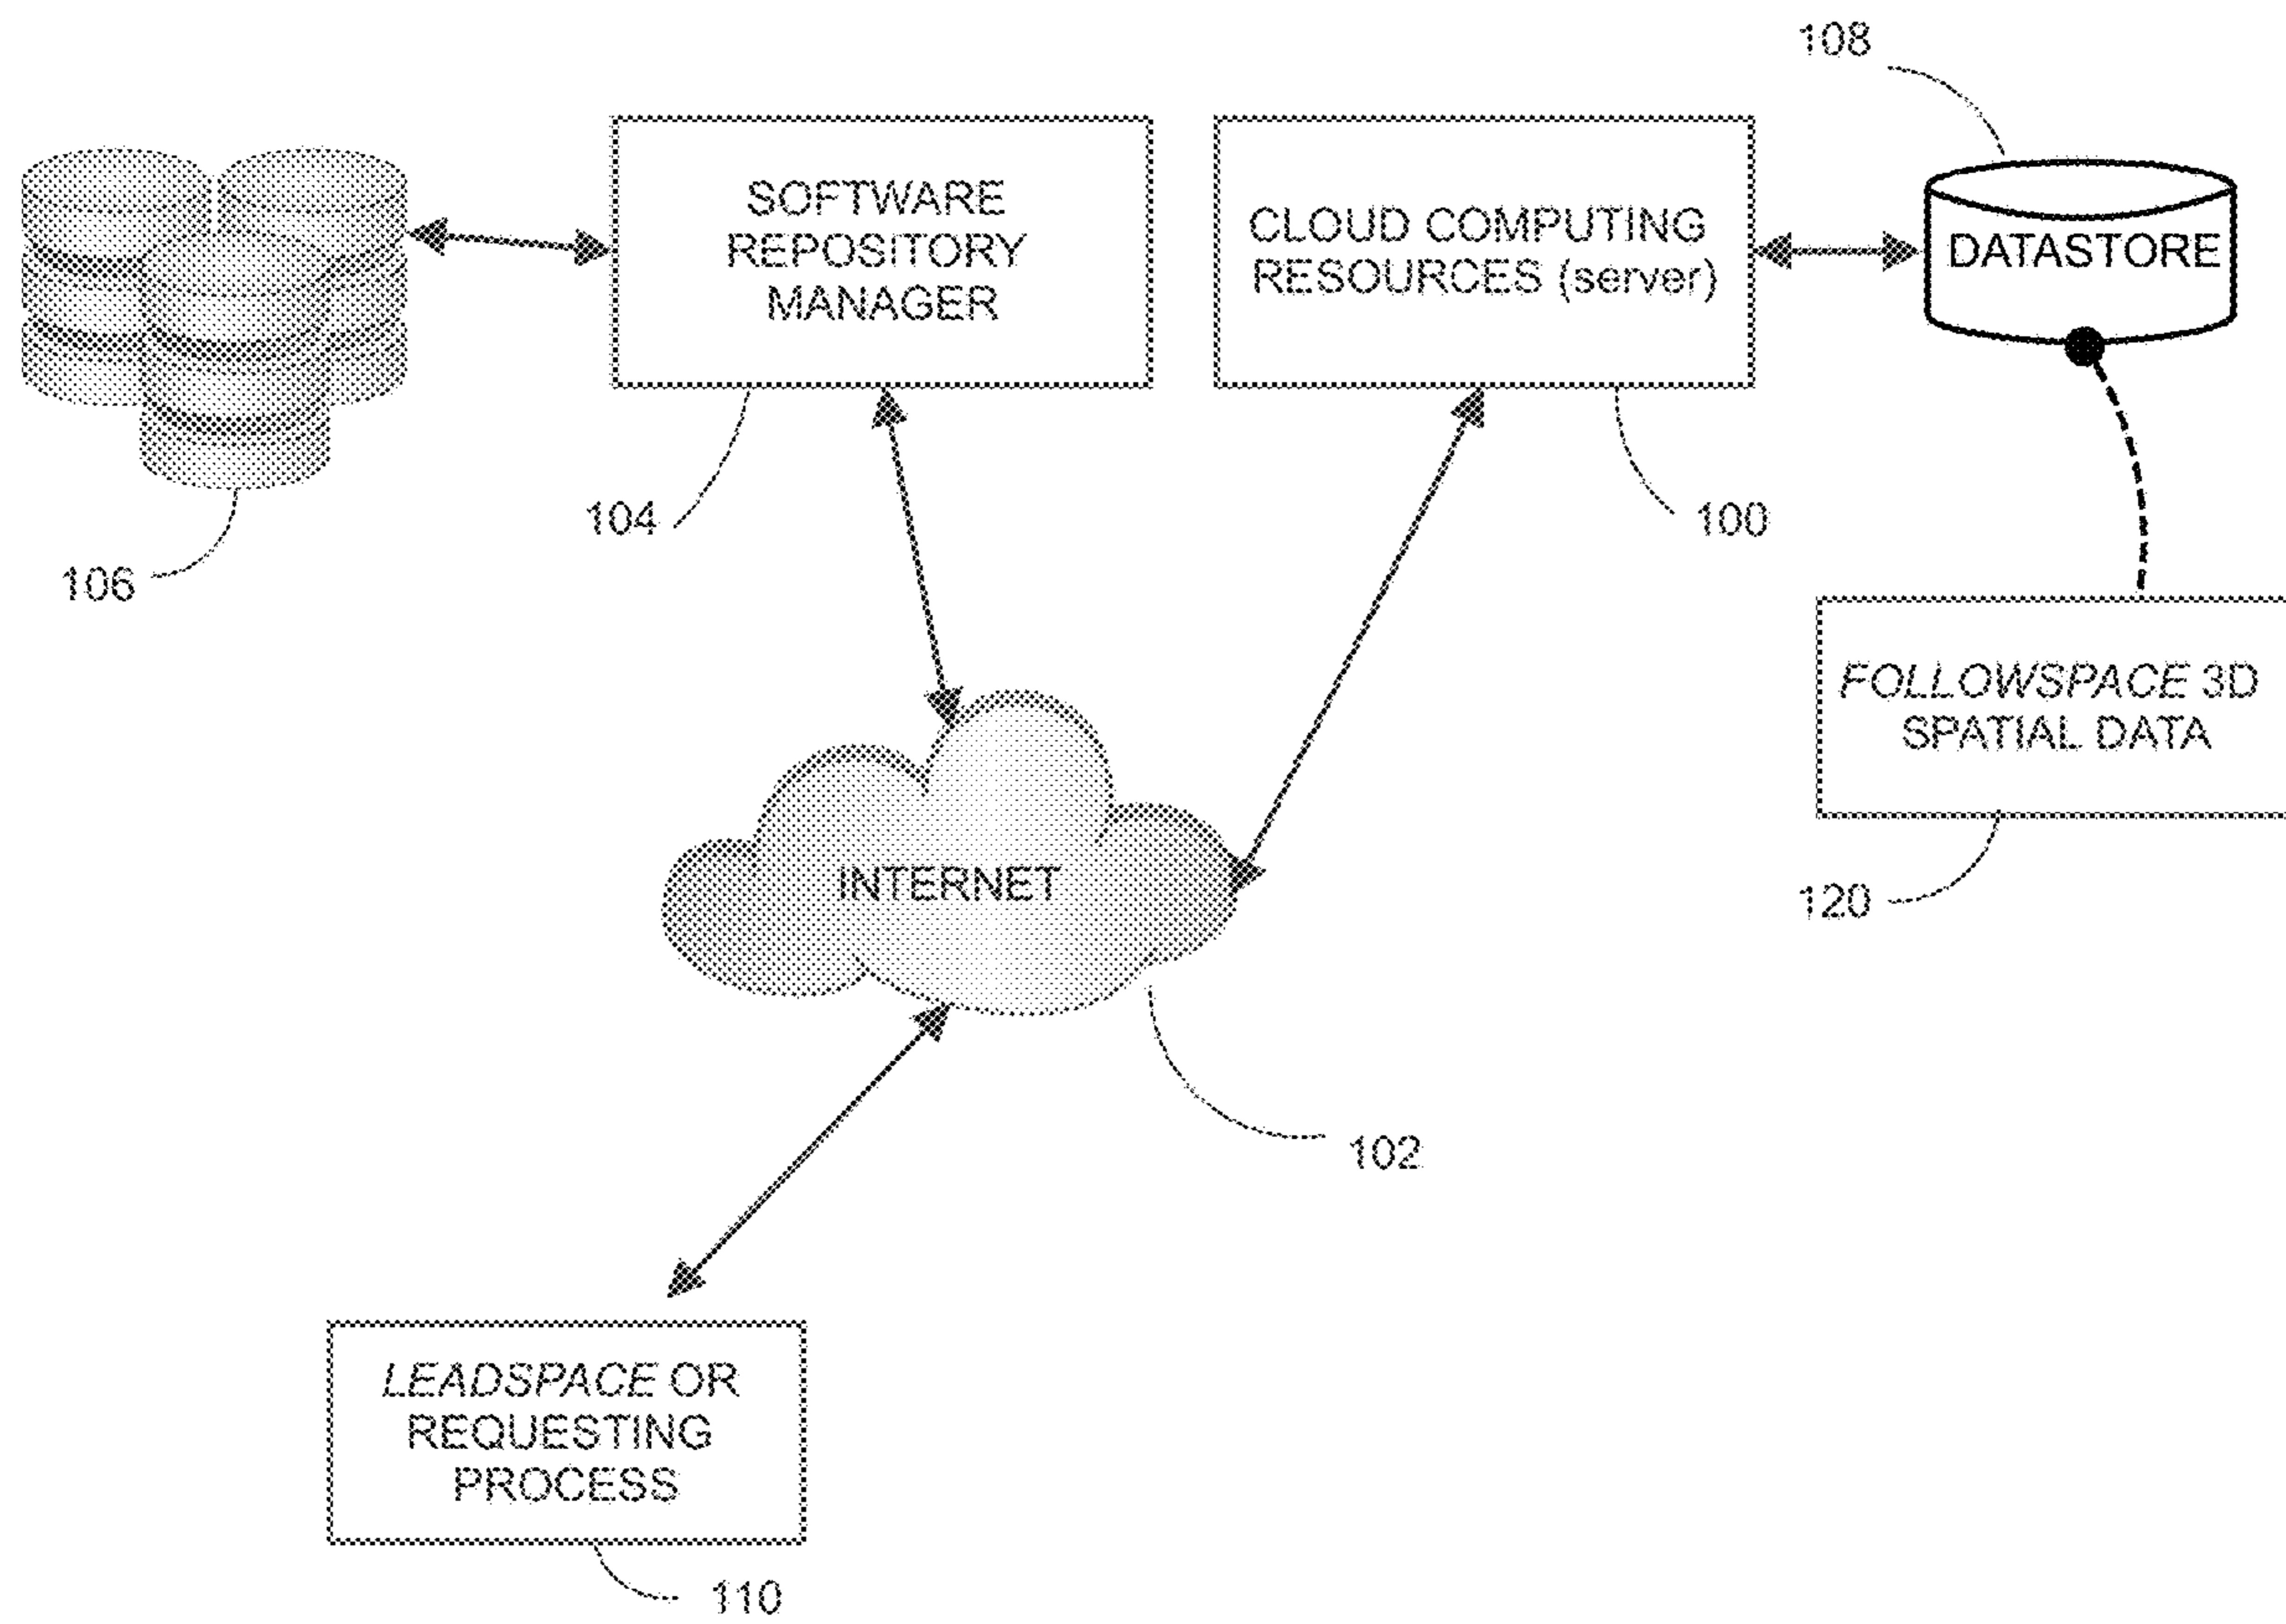 108
SOFTWARE
REPOSITORY
MANAGER
CLOUD COMPUTING
RESOURCES (server)
DATASTORE
104
100
106
FOLLOWSPACE 3D
SPATIAL DATA
INTERNET
120
102
LEADSPACE OR
REQUESTING
PROCESS
110